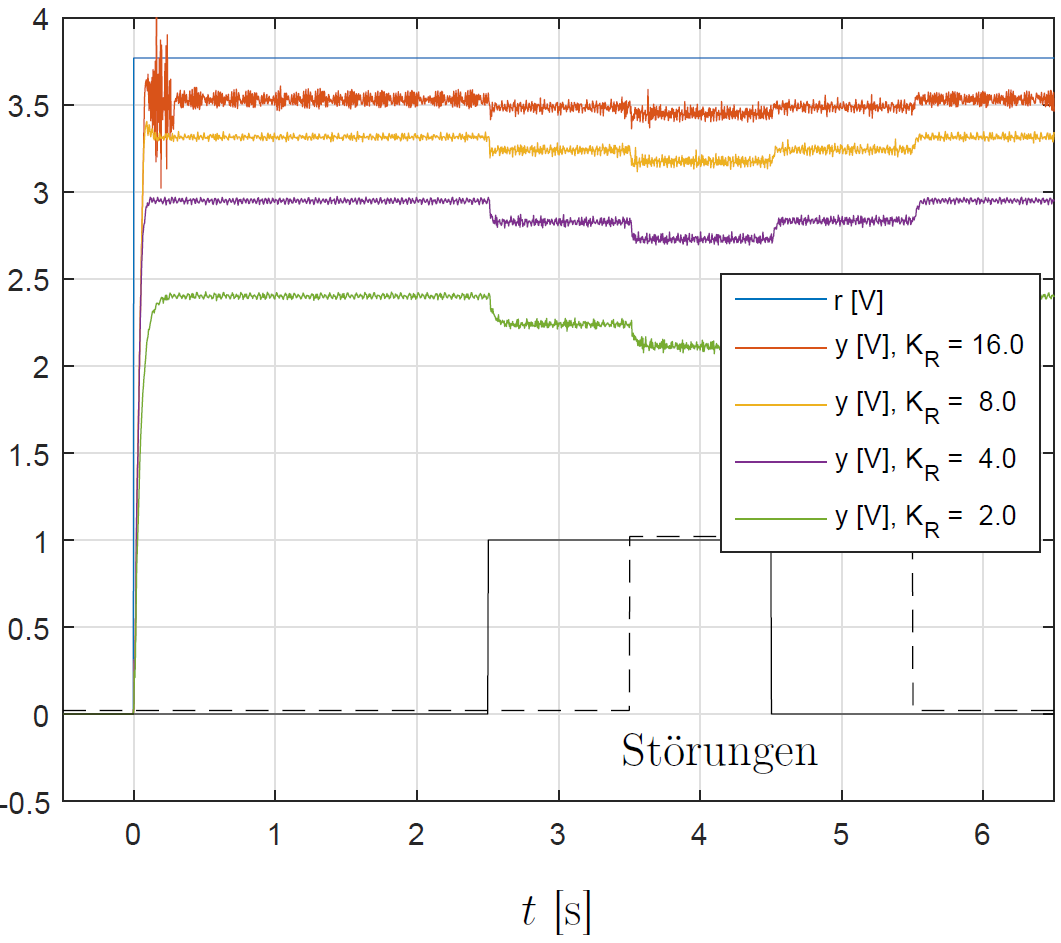 4
3.5
3
2.5
2
1.5
1
0.5
0
-0.5
r [V]
y [V], K_R = 16.0
y [V], K_R = 8.0
y [V], K_R = 4.0
y [V], K_R = 2.0
Störungen
0 1 2 3 4 5 6
t [s]